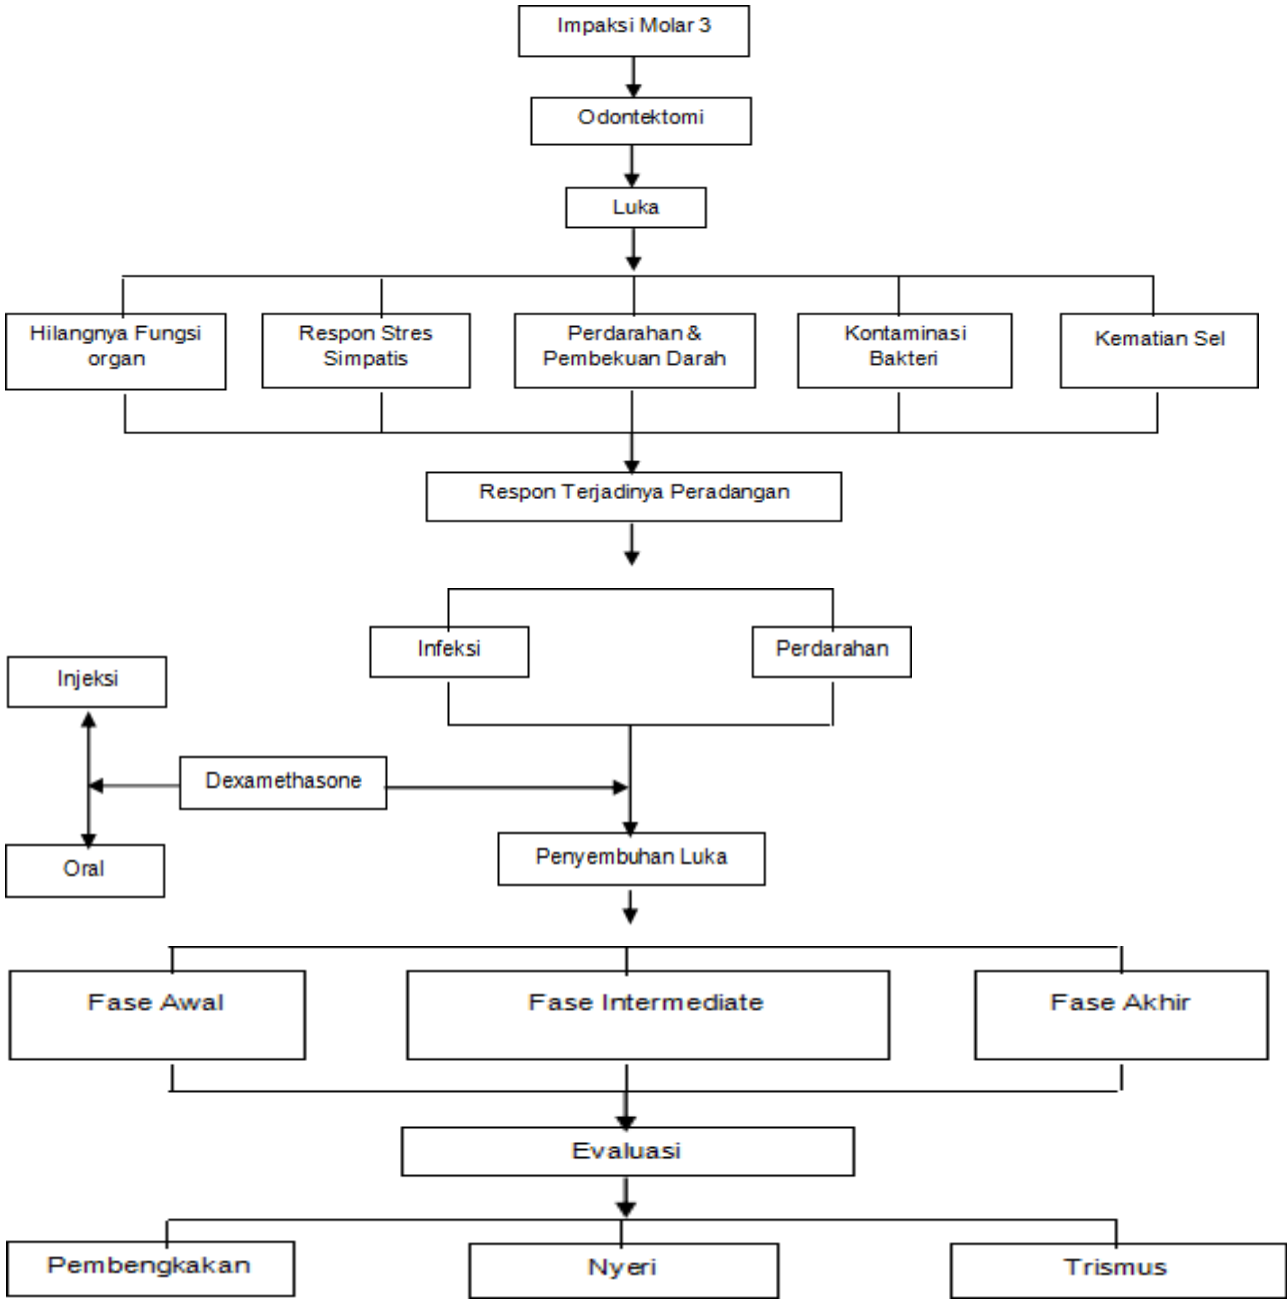 Impaksi Molar 3
Odontektomi
Luka
Hilangnya Fungsi
organ
Respon Stres
Simpatis
Perdarahan &
Pembekuan Darah
Kontaminasi
Bakteri
Kematian Sel
Respon Terjadinya Peradangan
Infeksi
Perdarahan
Injeksi
Dexamethasone
Oral
Penyembuhan Luka
Fase Awal
Fase Intermediate
Fase Akhir
Evaluasi
Pembengkakan
Nyeri
Trismus